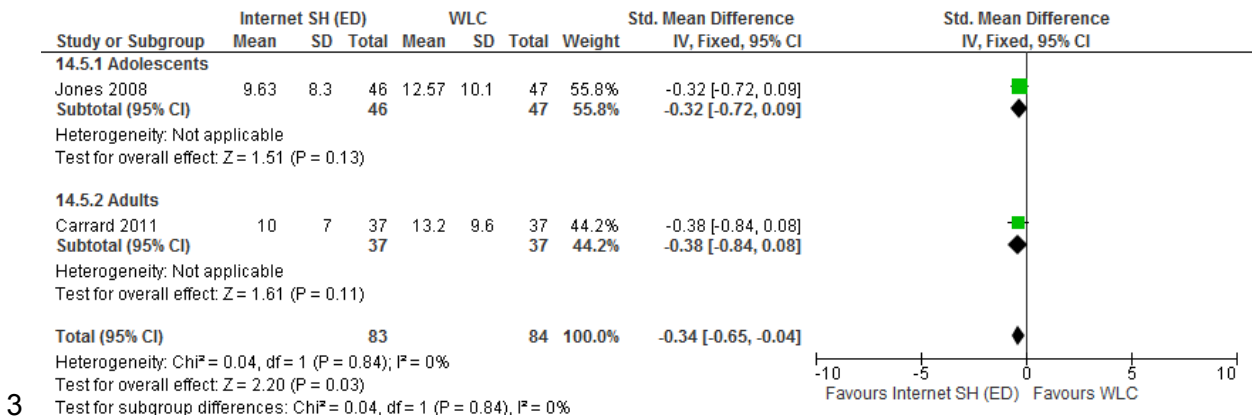 Internet SH (ED) WLC Std. Mean Difference Std. Mean Difference
Study or Subgroup Mean SD Total Mean SD Total Weight IV, Fixed, 95% CI IV, Fixed, 95% CI
14.5.1 Adolescents
Jones 2008 9.63 8.3 46 12.57 10.1 47 55.8% -0.32 [-0.72, 0.09]
Subtotal (95% CI) 46 47 55.8% -0.32 [-0.72, 0.09]
Heterogeneity: Not applicable
Test for overall effect: Z = 1.51 (P = 0.13)
14.5.2 Adults
Carrard 2011 10 7 37 13.2 9.6 37 44.2% -0.38 [-0.84, 0.08]
Subtotal (95% CI) 37 37 44.2% -0.38 [-0.84, 0.08]
Heterogeneity: Not applicable
Test for overall effect: Z = 1.61 (P = 0.11)
Total (95% CI) 83 84 100.0% -0.34 [-0.65, -0.04]
Heterogeneity: Chi² = 0.04, df = 1 (P = 0.84); I² = 0%
Test for overall effect: Z = 2.20 (P = 0.03)
Test for subgroup differences: Chi² = 0.04, df = 1 (P = 0.84), I² = 0%
-10 -5 0 5 10
Favours Internet SH (ED) Favours WLC
3